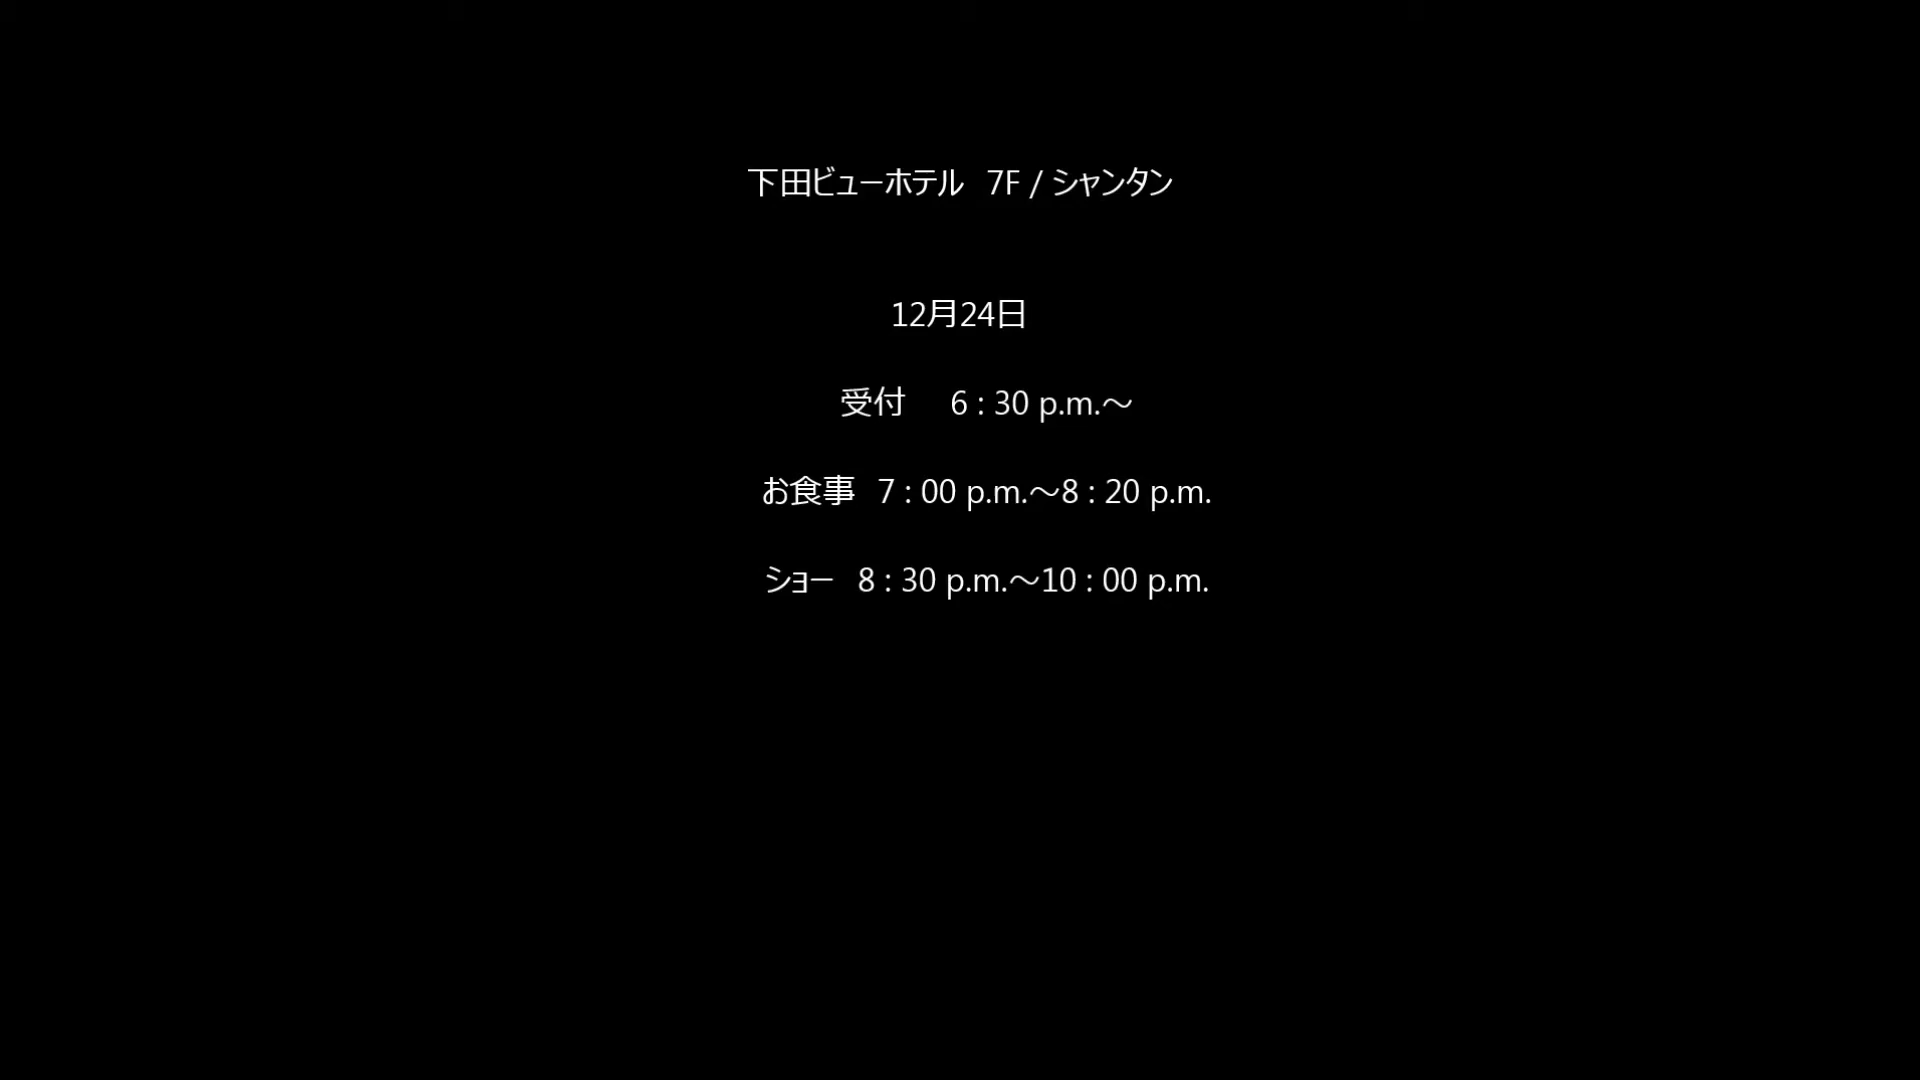 下田ビューホテル　7F / シャンタン
12月24日
受付　 6 : 30 p.m.～
お食事　7 : 00 p.m.～8 : 20 p.m.
ショー　8 : 30 p.m.～10 : 00 p.m.